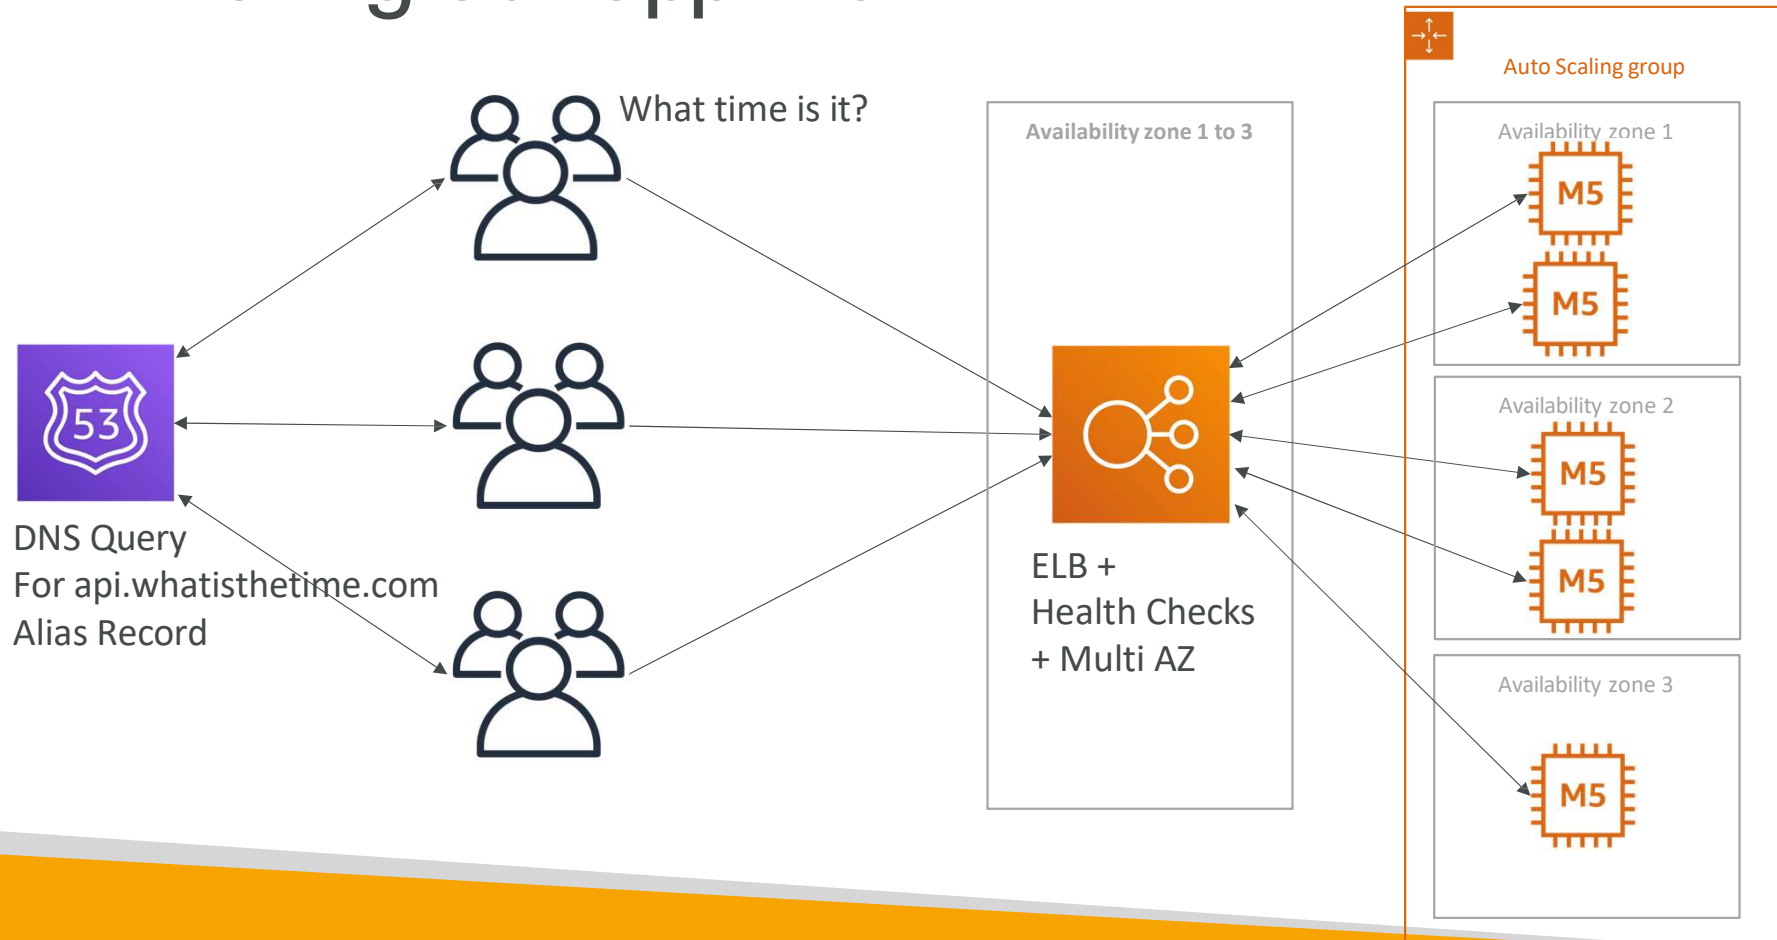 What time is it?
53
DNS Query
For api.whatisthetime.com
Alias Record
Availability zone 1 to 3
ELB +
Health Checks
+ Multi AZ
Auto Scaling group
Availability zone 1
M5
M5
Availability zone 2
M5
M5
Availability zone 3
M5